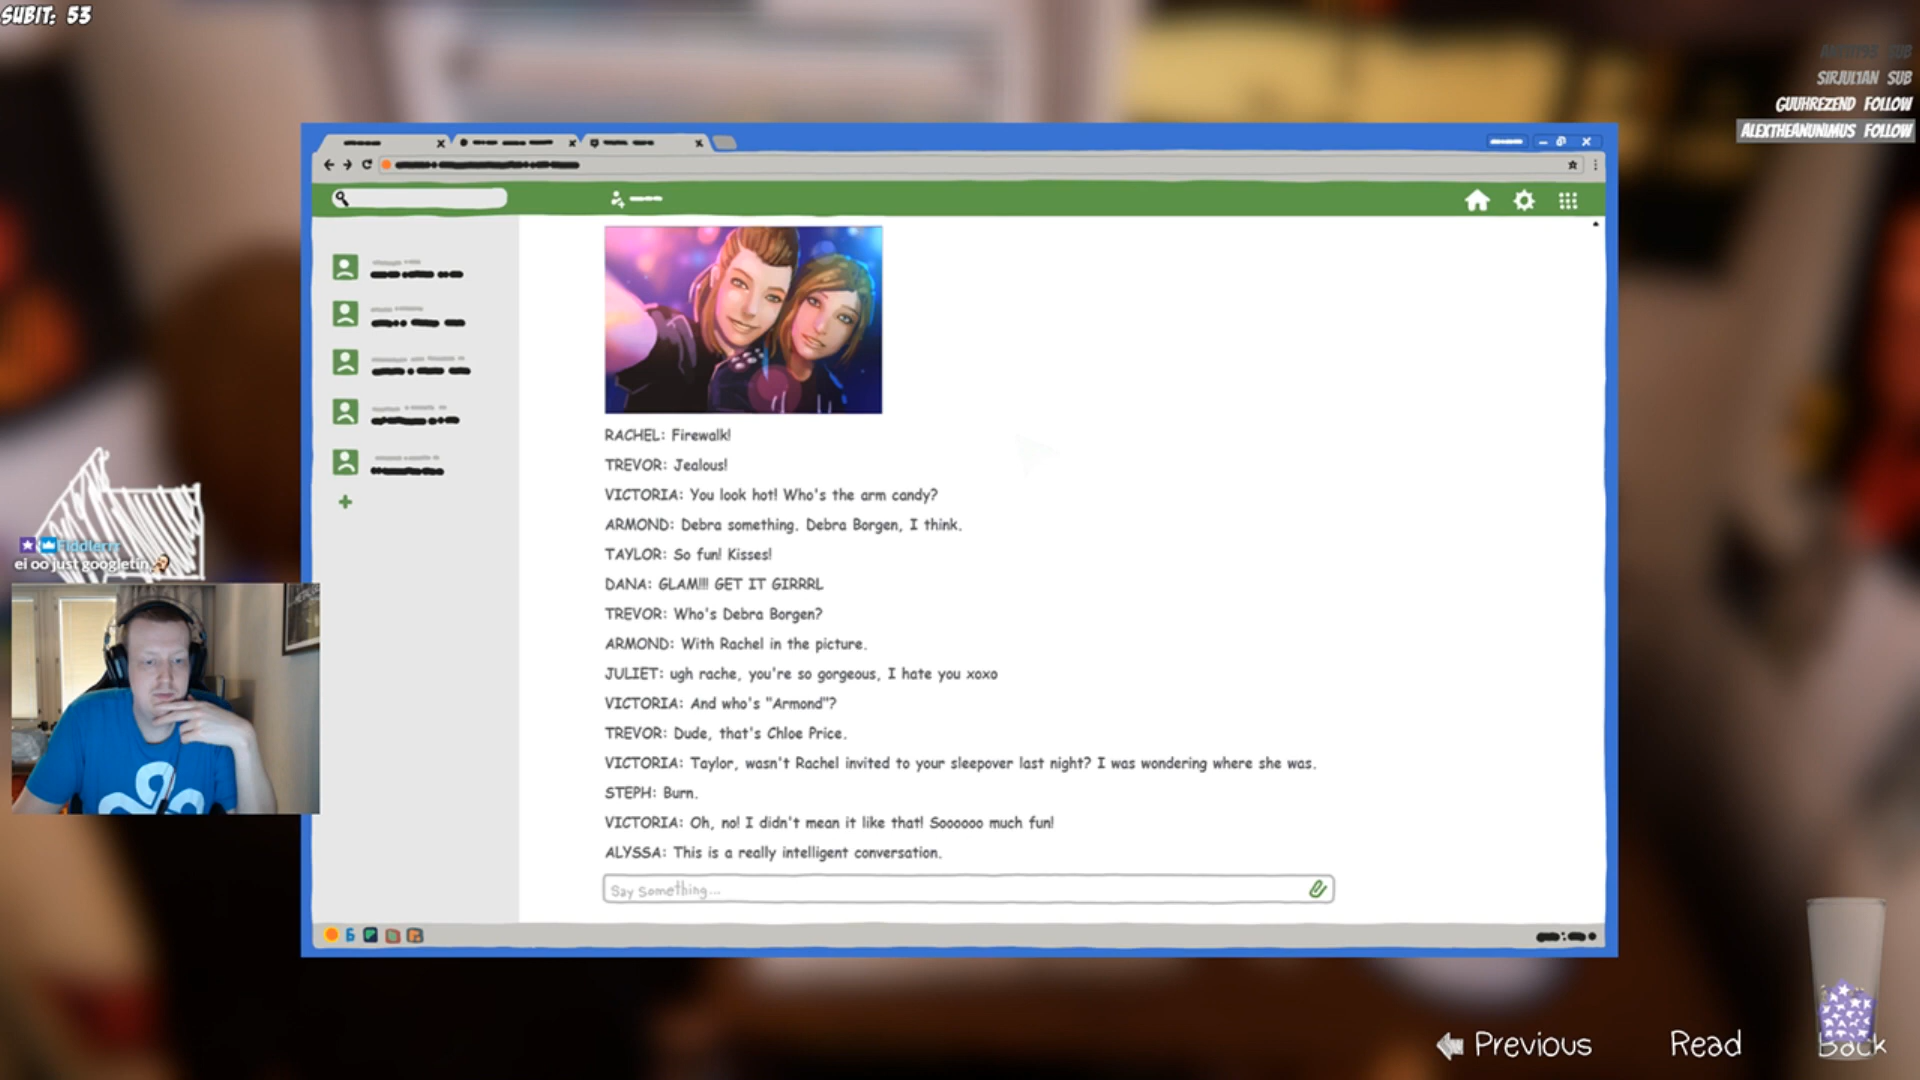 SUBIT: 53
SIRJUL1AN SUB
GUUHREZEND FOLLOW
ALEXTHEANUNIMUS FOLLOW
RACHEL: Firewalk!
TREVOR: Jealous!
VICTORIA: You look hot! Who's the arm candy?
ARMOND: Debra something. Debra Borgen, I think.
TAYLOR: So fun! Kisses!
DANA: GLAM!!! GET IT GIRRRL
TREVOR: Who's Debra Borgen?
ARMOND: With Rachel in the picture.
JULIET: ugh rache, you're so gorgeous, I hate you xoxo
VICTORIA: And who's "Armond"?
TREVOR: Dude, that's Chloe Price.
VICTORIA: Taylor, wasn't Rachel invited to your sleepover last night? I was wondering where she was.
STEPH: Burn.
VICTORIA: Oh, no! I didn't mean it like that! Soooooo much fun!
ALYSSA: This is a really intelligent conversation.
Say Something...
Fiddlerrr
ei oo just googletin
Previous
Read
Back